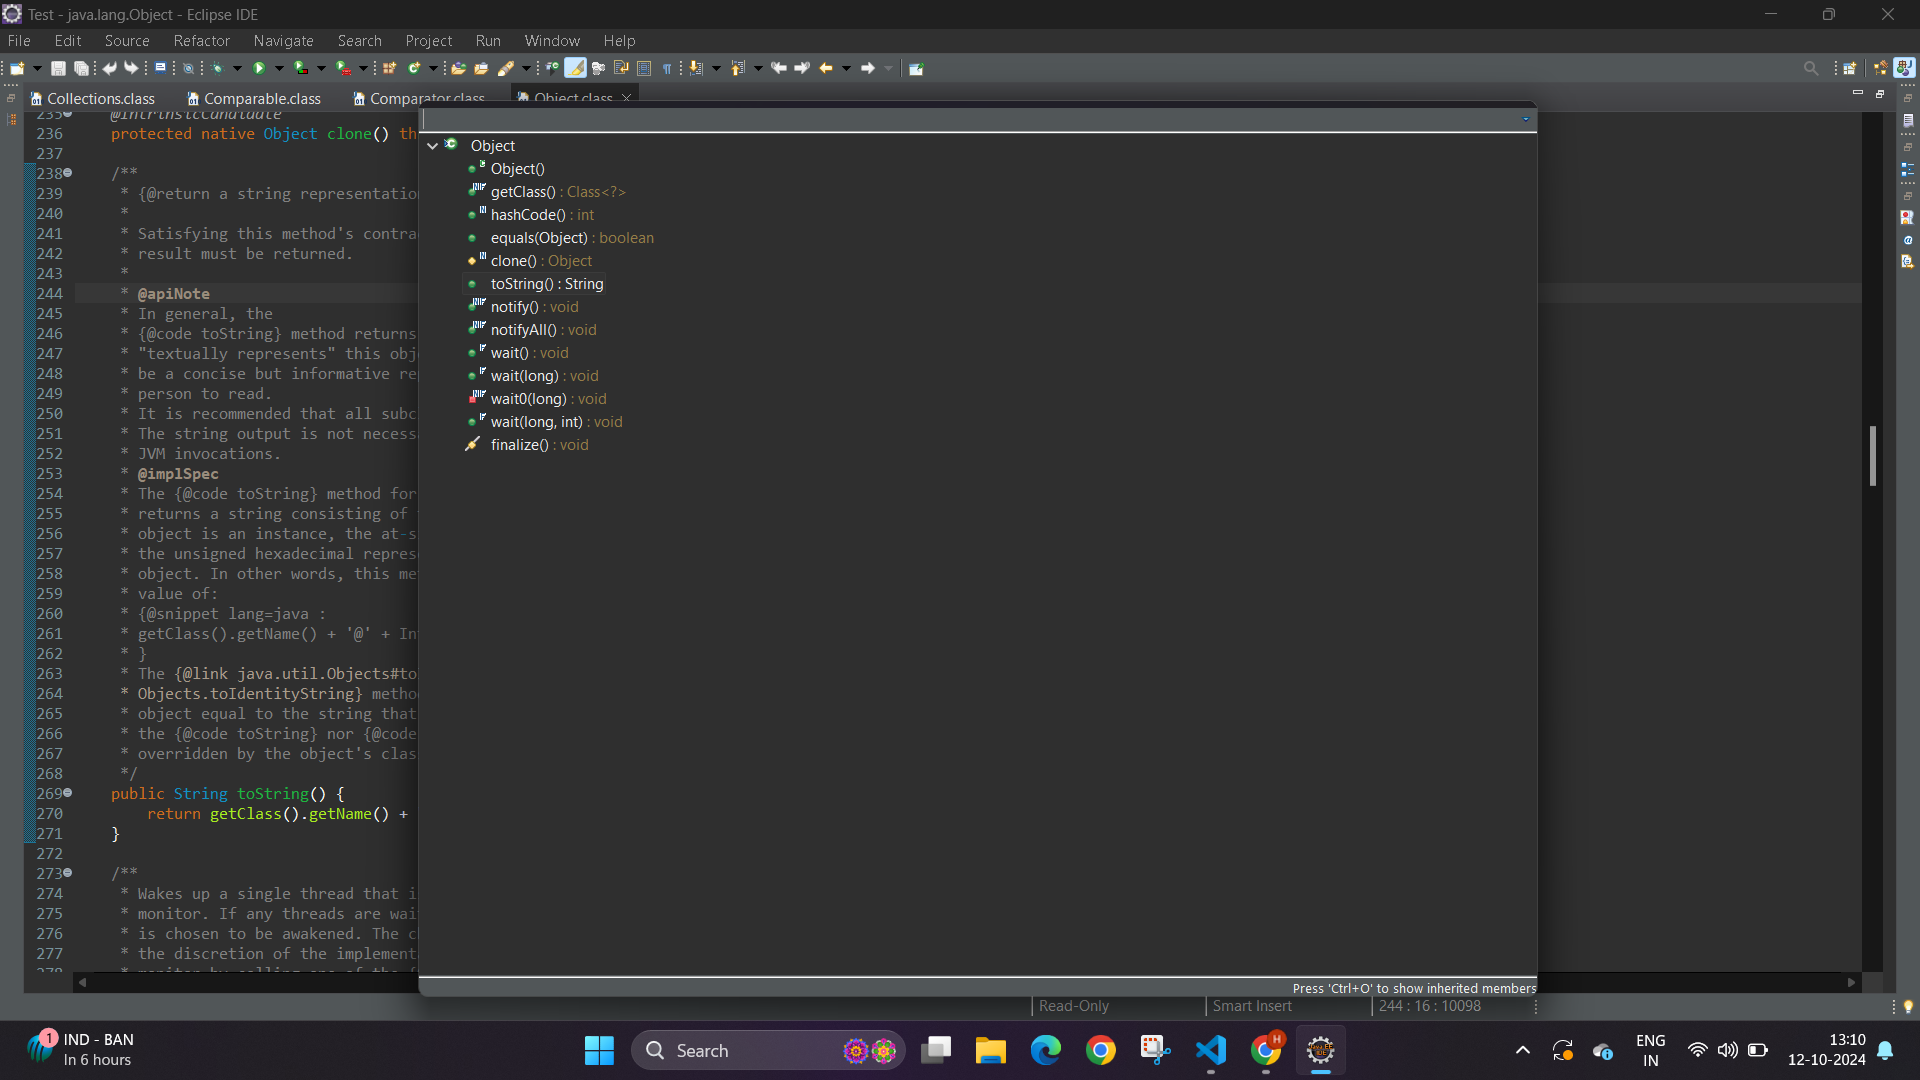 Test - java.lang.Object - Eclipse IDE
File Edit Source Refactor Navigate Search Project Run Window Help
Collections.class Comparable.class Comparator.class Object.class
235 @IntrinsicCandidate
236 protected native Object clone() th
237
238 /**
239 * {@return a string representatio
240 *
241 * Satisfying this method's contra
242 * result must be returned.
243 *
244 * @apiNote
245 * In general, the
246 * {@code toString} method returns
247 * "textually represents" this obj
248 * be a concise but informative re
249 * person to read.
250 * It is recommended that all subc
251 * The string output is not necess
252 * JVM invocations.
253 * @implSpec
254 * The {@code toString} method for
255 * returns a string consisting of
256 * object is an instance, the at-s
257 * the unsigned hexadecimal repres
258 * object. In other words, this me
259 * value of:
260 * {@snippet lang=java :
261 * getClass().getName() + '@' + In
262 * }
263 * The {@link java.util.Objects#to
264 * Objects.toIdentityString} metho
265 * object equal to the string that
266 * the {@code toString} nor {@code
267 * overridden by the object's clas
268 */
269 public String toString() {
270 return getClass().getName() +
271 }
272
273 /**
274 * Wakes up a single thread that i
275 * monitor. If any threads are wai
276 * is chosen to be awakened. The c
277 * the discretion of the implement
Object
Object()
getClass() : Class<?>
hashCode() : int
equals(Object) : boolean
clone() : Object
toString() : String
notify() : void
notifyAll() : void
wait() : void
wait(long) : void
wait0(long) : void
wait(long, int) : void
finalize() : void
Press 'Ctrl+O' to show inherited members
Read-Only Smart Insert 244 : 16 : 10098
1
IND - BAN
In 6 hours
Search
H
ENG
IN
13:10
12-10-2024